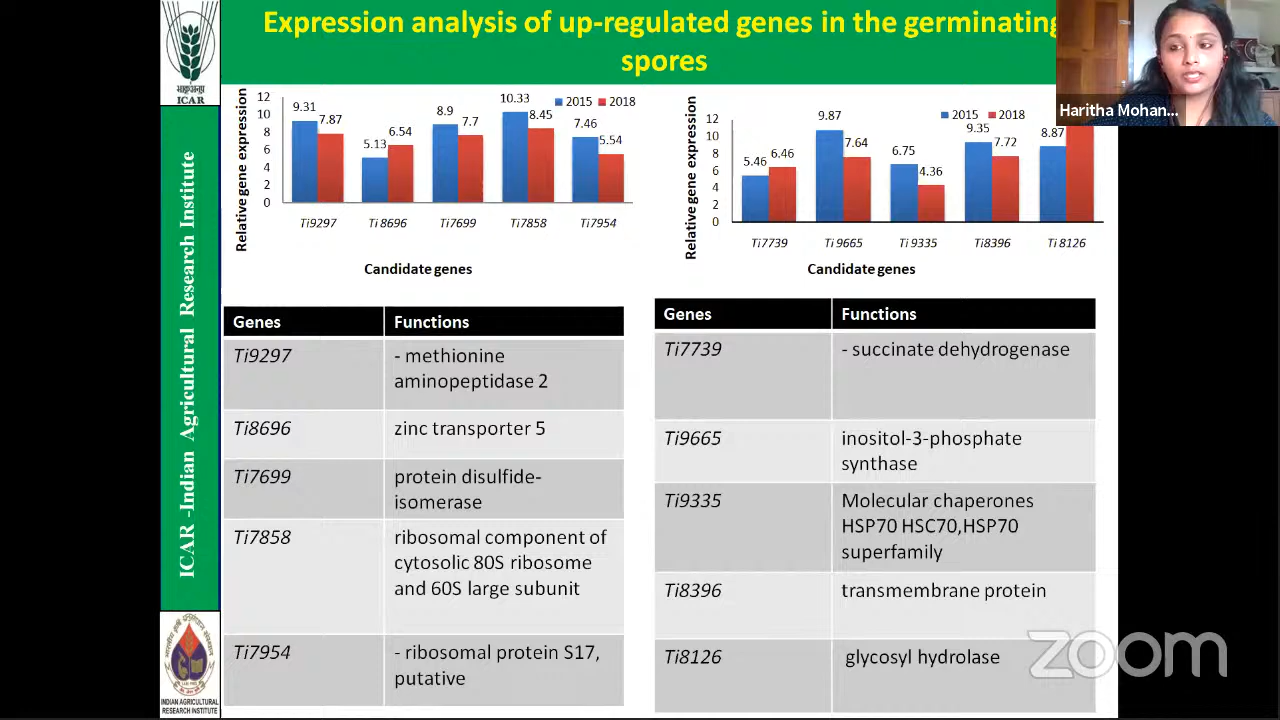 Expression analysis of up-regulated genes in the germinating
spores
Haritha Mohan...
ICAR
ICAR -Indian Agricultural Research Institute
INDIAN AGRICULTURAL
RESEARCH INSTITUTE
Relative gene expression
12
10
8
6
4
2
0
2015 2018
9.31 7.87 5.13 6.54 8.9 7.7 10.33 8.45 7.46 5.54
Ti9297 Ti 8696 Ti7699 Ti7858 Ti7954
Candidate genes
Relative gene expression
12
10
8
6
4
2
0
2015 2018
5.46 6.46 9.87 7.64 6.75 4.36 9.35 7.72 8.87
Ti7739 Ti 9665 Ti 9335 Ti8396 Ti 8126
Candidate genes
Genes Functions
Ti9297 - methionine
aminopeptidase 2
Ti8696 zinc transporter 5
Ti7699 protein disulfide-
isomerase
Ti7858 ribosomal component of
cytosolic 80S ribosome
and 60S large subunit
Ti7954 - ribosomal protein S17,
putative
Genes Functions
Ti7739 - succinate dehydrogenase
Ti9665 inositol-3-phosphate
synthase
Ti9335 Molecular chaperones
HSP70 HSC70,HSP70
superfamily
Ti8396 transmembrane protein
Ti8126 glycosyl hydrolase
zoom